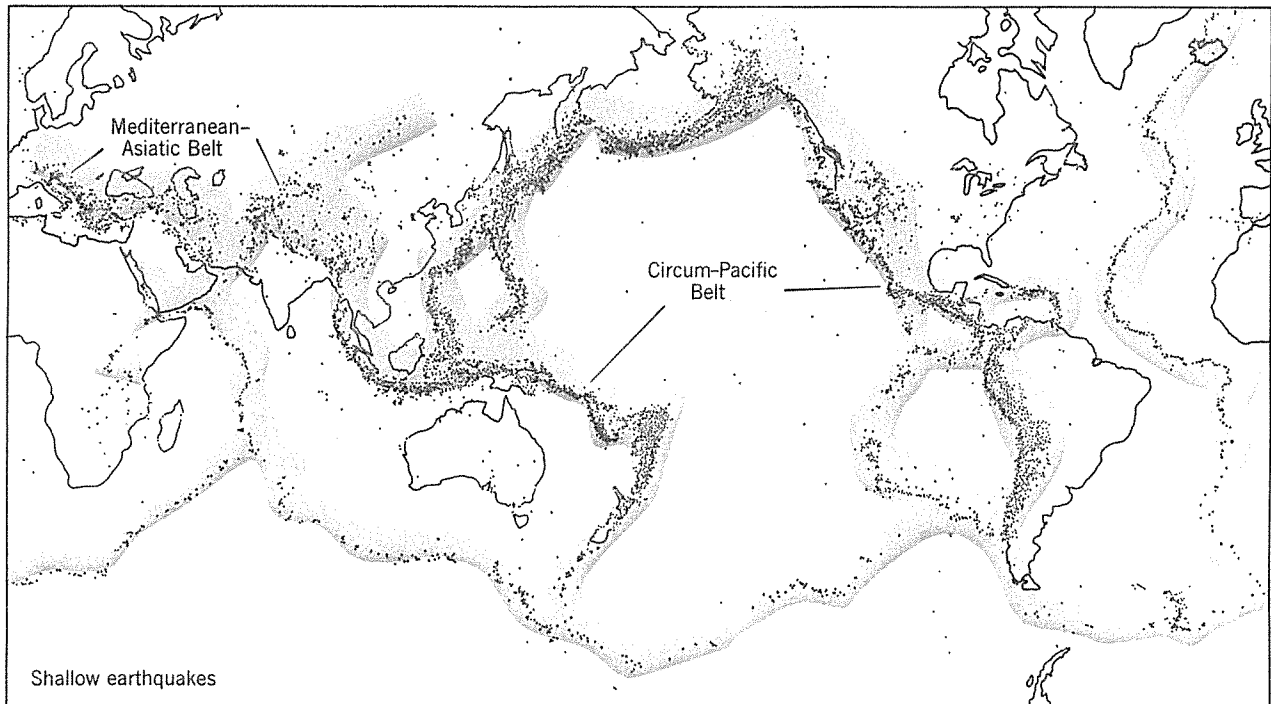 Mediterranean–
Asiatic Belt
Circum–Pacific
Belt
Shallow earthquakes